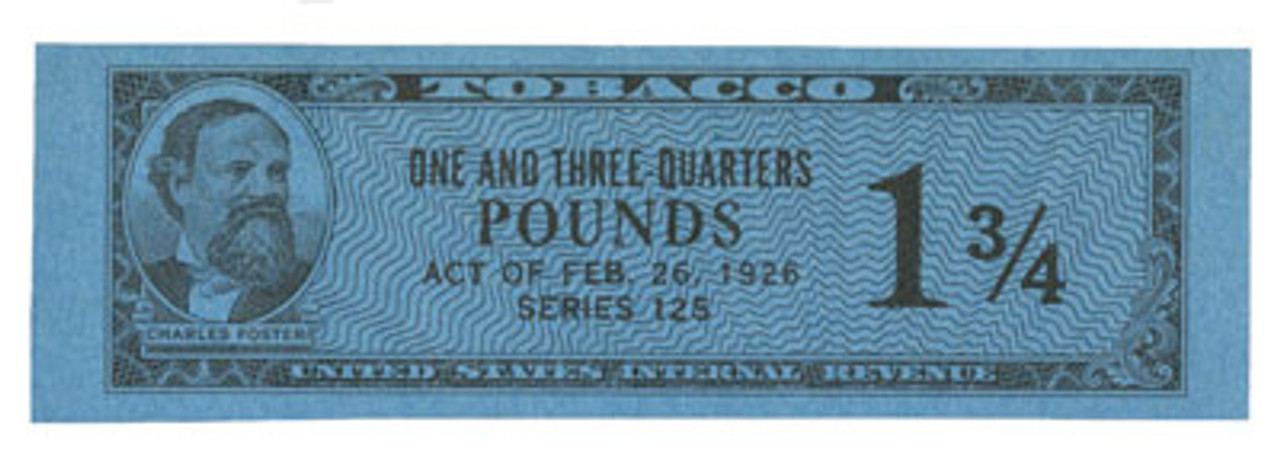 TOBACCO
ONE AND THREE-QUARTERS
POUNDS
ACT OF FEB. 26, 1926
SERIES 125
1 3/4
CHARLES FOSTER
UNITED STATES INTERNAL REVENUE